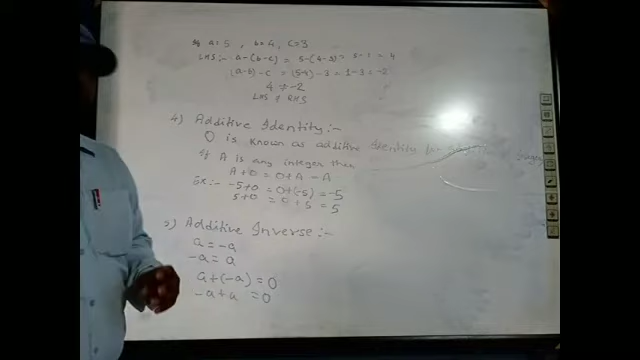 a=5, b=4, c=3
LHS:- a-(b-c) = 5-(4-3) = 5-1 = 4
(a-b)-c = (5-4)-3 = 1-3 = -2
4 ≠ -2
LHS ≠ RHS
4) Additive Identity:-
0 is known as additive identity for
If A is any integer then
A+0 = 0+A = A
Ex:- -5+0 = 0+(-5) = -5
5+0 = 0+5 = 5
5) Additive Inverse:-
a = -a
-a = a
a+(-a) = 0
-a+a = 0